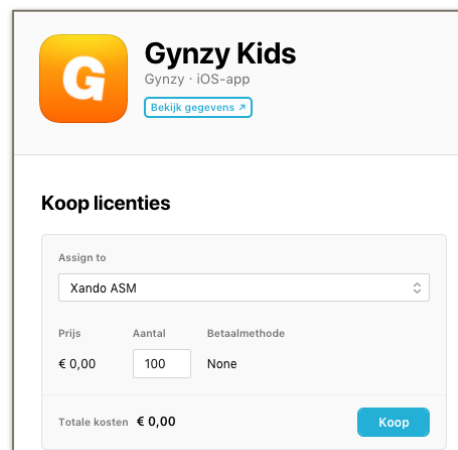 G
Gynzy Kids
Gynzy · iOS-app
Bekijk gegevens ↗
Koop licenties
Assign to
Xando ASM
Prijs Aantal Betaalmethode
€ 0,00 100 None
Totale kosten € 0,00 Koop